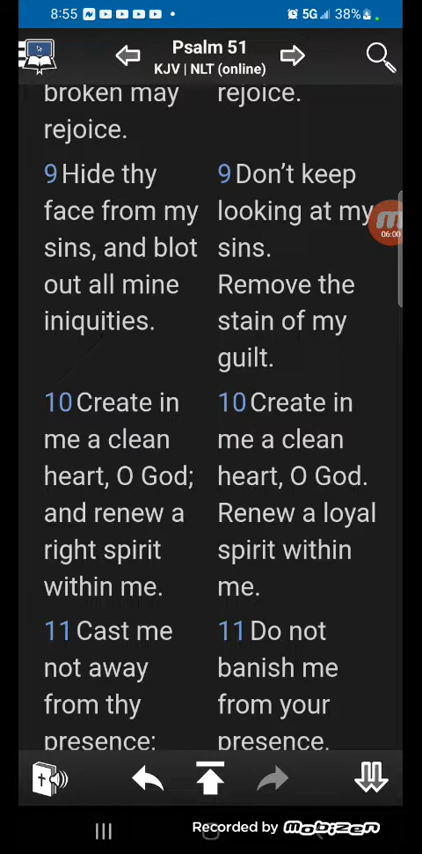 8:55 5G 38%
Psalm 51
KJV | NLT (online)
broken may
rejoice.
9 Hide thy
face from my
sins, and blot
out all mine
iniquities.
10 Create in
me a clean
heart, O God;
and renew a
right spirit
within me.
11 Cast me
not away
from thy
presence;
rejoice.
9 Don’t keep
looking at my
sins.
Remove the
stain of my
guilt.
10 Create in
me a clean
heart, O God.
Renew a loyal
spirit within
me.
11 Do not
banish me
from your
presence,
06:00
Recorded by Mobizen